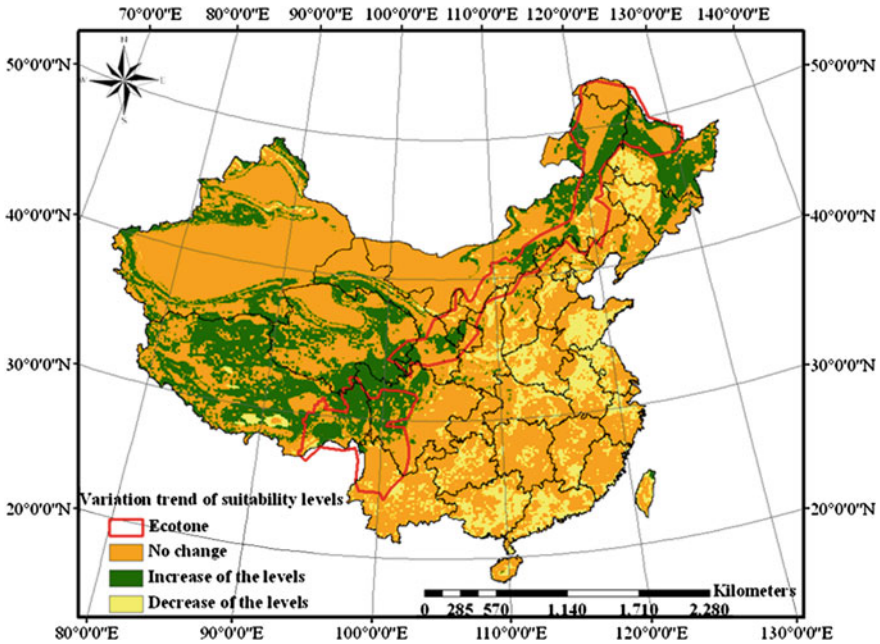 70°0'0"E 80°0'0"E 90°0'0"E 100°0'0"E 110°0'0"E 120°0'0"E 130°0'0"E 140°0'0"E
N
W E
S
50°0'0"N 50°0'0"N
40°0'0"N 40°0'0"N
30°0'0"N 30°0'0"N
20°0'0"N 20°0'0"N
Variation trend of suitability levels
Ecotone
No change
Increase of the levels
Decrease of the levels
Kilometers
0 285 570 1.140 1.710 2.280
80°0'0"E 90°0'0"E 100°0'0"E 110°0'0"E 120°0'0"E 130°0'0"E